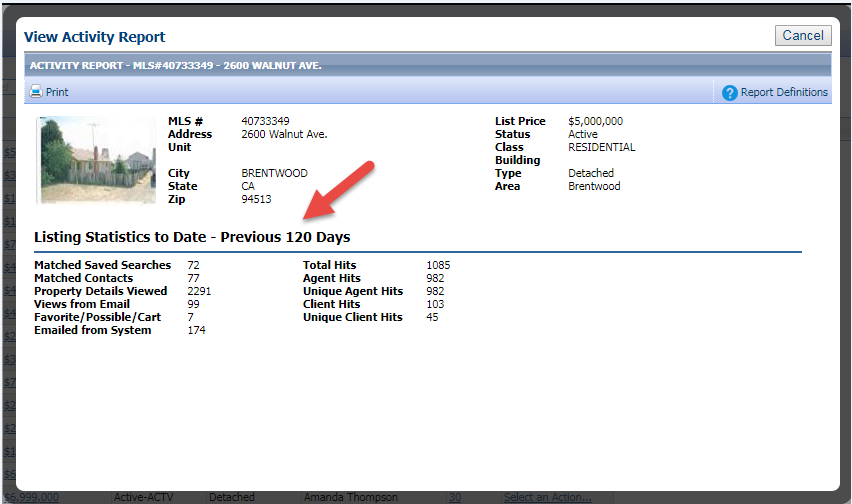 View Activity Report
Cancel
ACTIVITY REPORT - MLS#40733349 - 2600 WALNUT AVE.
Print
Report Definitions
MLS # 40733349 List Price $5,000,000
Address 2600 Walnut Ave. Status Active
Unit Class RESIDENTIAL
Building
City BRENTWOOD Type Detached
State CA Area Brentwood
Zip 94513
Listing Statistics to Date - Previous 120 Days
Matched Saved Searches 72 Total Hits 1085
Matched Contacts 77 Agent Hits 982
Property Details Viewed 2291 Unique Agent Hits 982
Views from Email 99 Client Hits 103
Favorite/Possible/Cart 7 Unique Client Hits 45
Emailed from System 174
$6,999,000 Active-ACTV Detached Amanda Thompson 30 Select an Action...